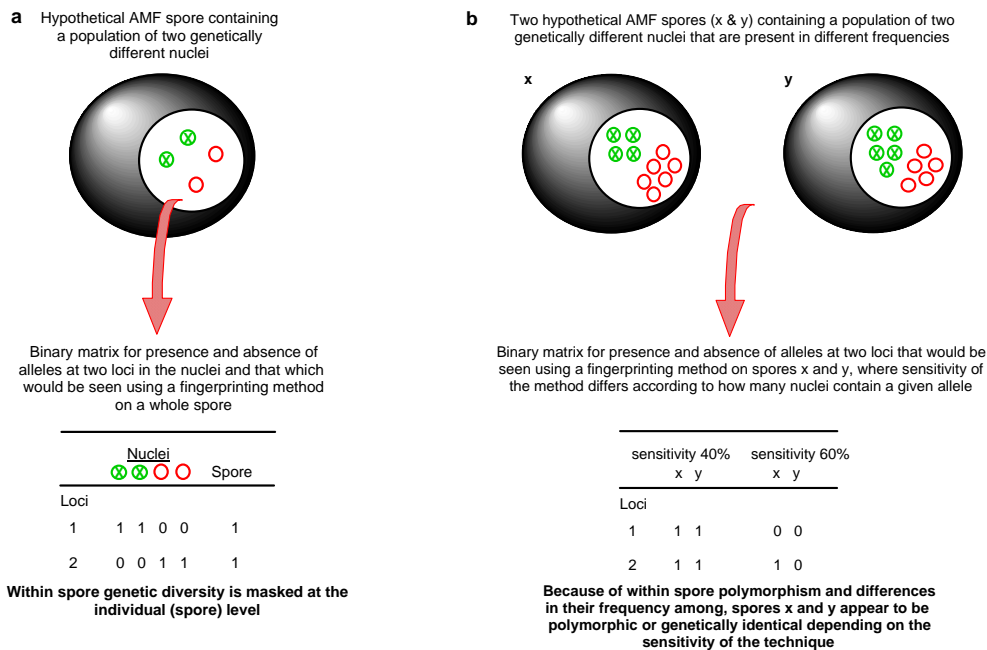 a Hypothetical AMF spore containing
a population of two genetically
different nuclei
Binary matrix for presence and absence of
alleles at two loci in the nuclei and that which
would be seen using a fingerprinting method
on a whole spore
Nuclei
Spore
Loci
1 1 1 0 0 1
2 0 0 1 1 1
Within spore genetic diversity is masked at the
individual (spore) level
b Two hypothetical AMF spores (x & y) containing a population of two
genetically different nuclei that are present in different frequencies
x y
Binary matrix for presence and absence of alleles at two loci that would be
seen using a fingerprinting method on spores x and y, where sensitivity of
the method differs according to how many nuclei contain a given allele
sensitivity 40% sensitivity 60%
x y x y
Loci
1 1 1 0 0
2 1 1 1 0
Because of within spore polymorphism and differences
in their frequency among, spores x and y appear to be
polymorphic or genetically identical depending on the
sensitivity of the technique